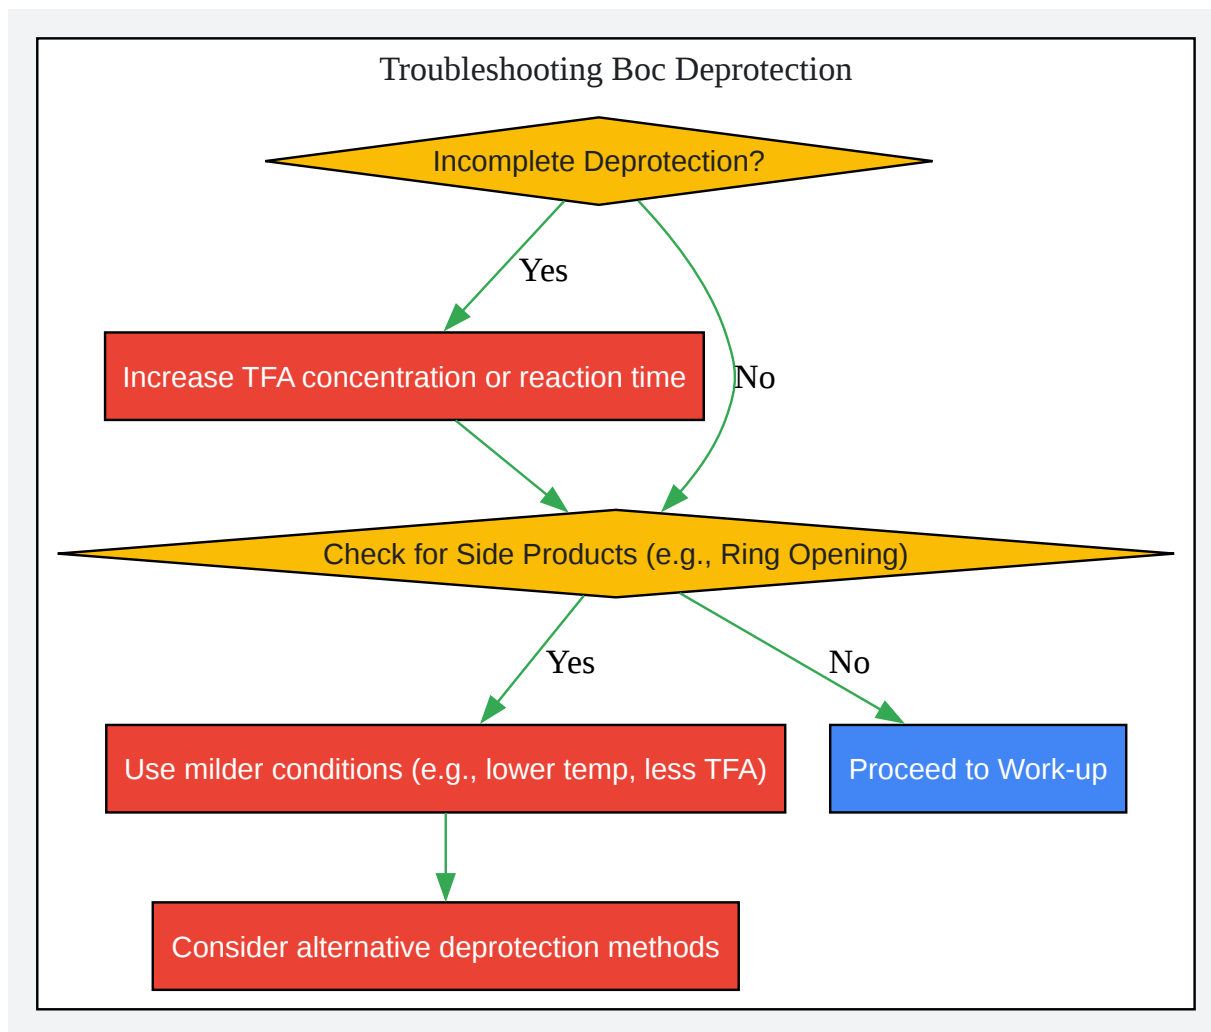 Troubleshooting Boc Deprotection
Incomplete Deprotection?
Yes
Increase TFA concentration or reaction time
No
Check for Side Products (e.g., Ring Opening)
Yes
No
Use milder conditions (e.g., lower temp, less TFA)
Proceed to Work-up
Consider alternative deprotection methods